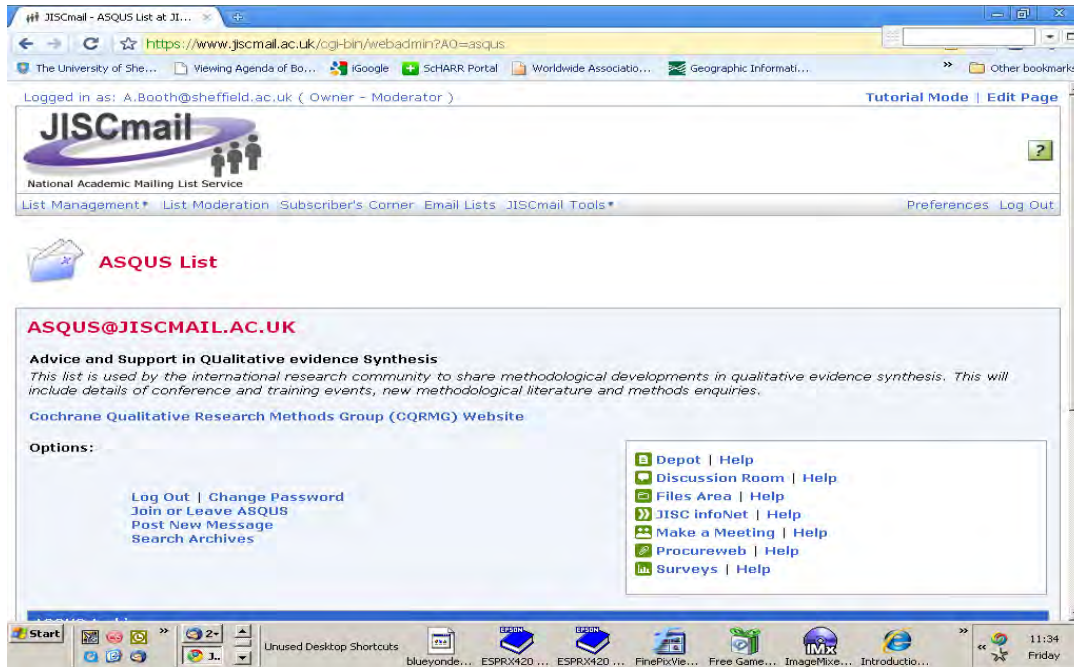 JISCmail - ASQUS List at JI...
https://www.jiscmail.ac.uk/cgi-bin/webadmin?A0=asqus
The University of She... Viewing Agenda of Bo... iGoogle ScHARR Portal Worldwide Associatio... Geographic Informati... » Other bookmarks
Logged in as: A.Booth@sheffield.ac.uk ( Owner - Moderator ) Tutorial Mode | Edit Page
JISCmail
?
National Academic Mailing List Service
List Management List Moderation Subscriber's Corner Email Lists JISCmail Tools Preferences Log Out
ASQUS List
ASQUS@JISCMAIL.AC.UK
Advice and Support in QUalitative evidence Synthesis
This list is used by the international research community to share methodological developments in qualitative evidence synthesis. This will
include details of conference and training events, new methodological literature and methods enquiries.
Cochrane Qualitative Research Methods Group (CQRMG) Website
Options:
Log Out | Change Password
Join or Leave ASQUS
Post New Message
Search Archives
Depot | Help
Discussion Room | Help
Files Area | Help
JISC infoNet | Help
Make a Meeting | Help
Procureweb | Help
Surveys | Help
Start » 2 J.. Unused Desktop Shortcuts blueyonde... ESPRX420 ... ESPRX420 ... FinePixVie... Free Game... ImageMixe... Introductio... » « 11:34
Friday